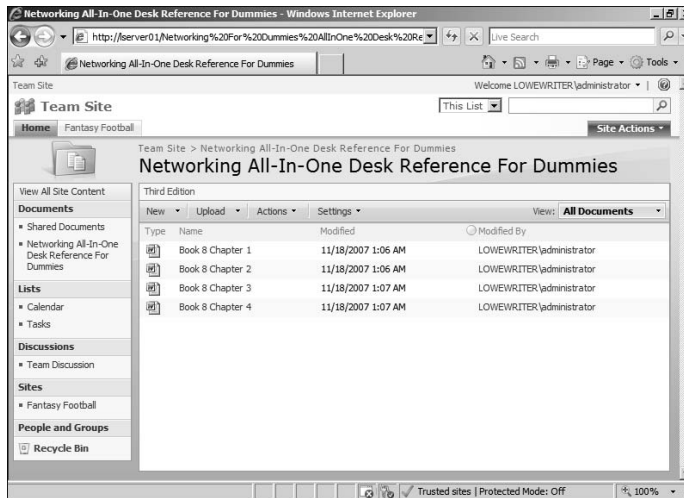 Networking All-In-One Desk Reference For Dummies - Windows Internet Explorer
http://lserver01/Networking%20For%20Dummies%20AllInOne%20Desk%20Re
Live Search
Networking All-In-One Desk Reference For Dummies
Page
Tools
Team Site
Welcome LOWEWRITER\administrator
Team Site
This List
Home
Fantasy Football
Site Actions
Team Site > Networking All-In-One Desk Reference For Dummies
Networking All-In-One Desk Reference For Dummies
View All Site Content
Documents
Shared Documents
Networking All-In-One
Desk Reference For
Dummies
Lists
Calendar
Tasks
Discussions
Team Discussion
Sites
Fantasy Football
People and Groups
Recycle Bin
Third Edition
New Upload Actions Settings View: All Documents
Type Name Modified Modified By
Book 8 Chapter 1 11/18/2007 1:06 AM LOWEWRITER\administrator
Book 8 Chapter 2 11/18/2007 1:06 AM LOWEWRITER\administrator
Book 8 Chapter 3 11/18/2007 1:07 AM LOWEWRITER\administrator
Book 8 Chapter 4 11/18/2007 1:07 AM LOWEWRITER\administrator
Trusted sites | Protected Mode: Off
100%